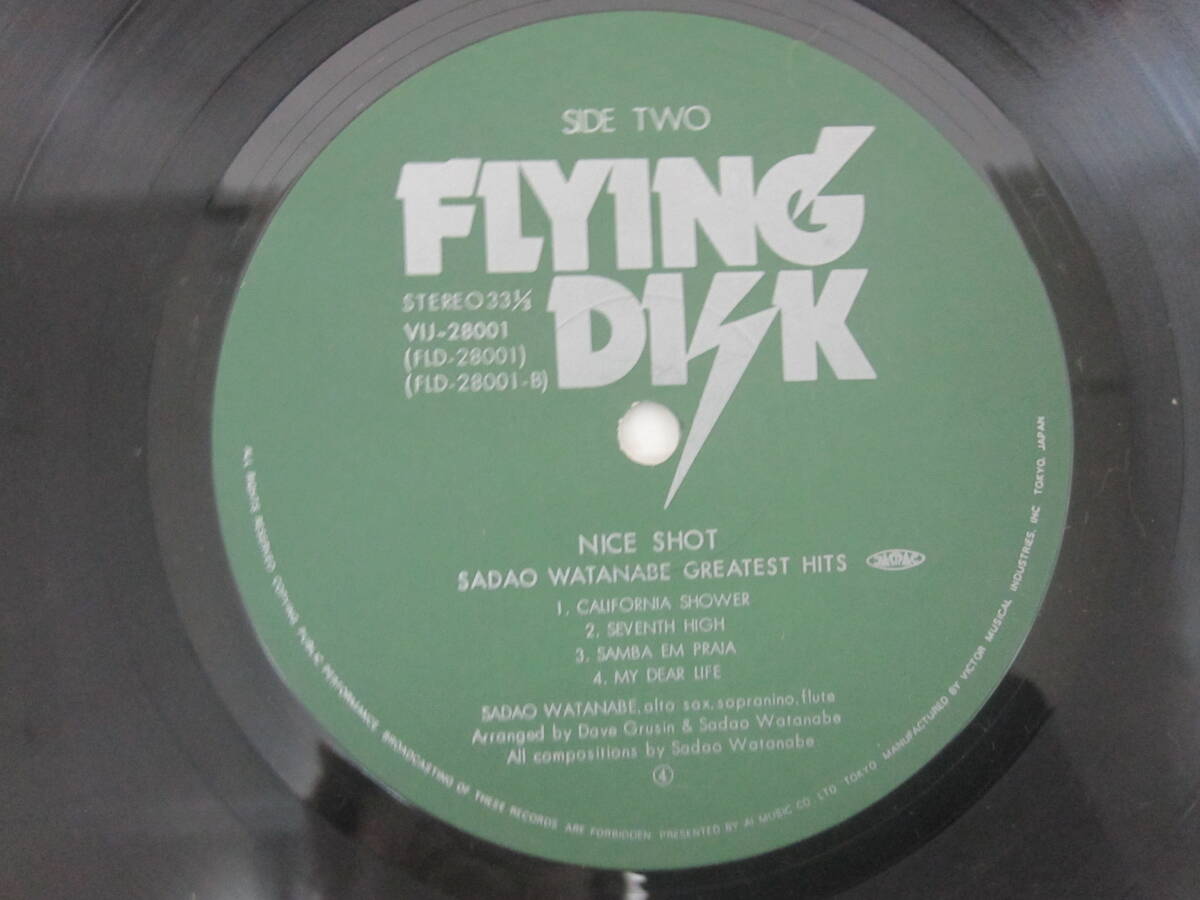 SIDE TWO
FLYING
DISK
STEREO 33⅓
VIJ-28001
(FLD-28001)
(FLD-28001-B)
NICE SHOT
SADAO WATANABE GREATEST HITS
1. CALIFORNIA SHOWER
2. SEVENTH HIGH
3. SAMBA EM PRAIA
4. MY DEAR LIFE
SADAO WATANABE, alto sax, sopranino, flute
Arranged by Dave Grusin & Sadao Watanabe
All compositions by Sadao Watanabe
④
ALL RIGHTS RESERVED PUBLIC PERFORMANCE BROADCASTING OF THESE RECORDS ARE FORBIDDEN. PRESENTED BY AI MUSIC CO. LTD. TOKYO. MANUFACTURED BY VICTOR MUSICAL INDUSTRIES, INC TOKYO, JAPAN